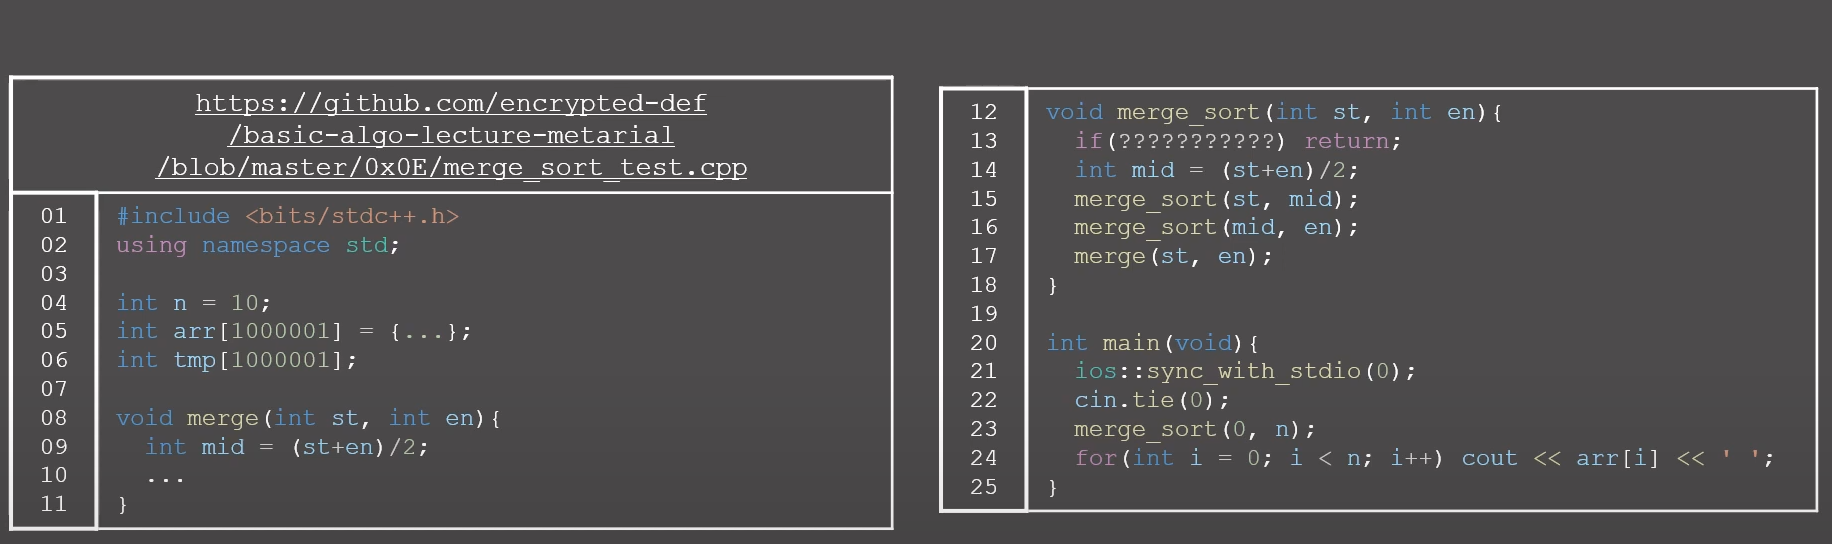 https://github.com/encrypted-def
/basic-algo-lecture-metarial
/blob/master/0x0E/merge_sort_test.cpp
01 #include <bits/stdc++.h>
02 using namespace std;
03
04 int n = 10;
05 int arr[1000001] = {...};
06 int tmp[1000001];
07
08 void merge(int st, int en){
09   int mid = (st+en)/2;
10   ...
11 }
12 void merge_sort(int st, int en){
13   if(???????????) return;
14   int mid = (st+en)/2;
15   merge_sort(st, mid);
16   merge_sort(mid, en);
17   merge(st, en);
18 }
19
20 int main(void){
21   ios::sync_with_stdio(0);
22   cin.tie(0);
23   merge_sort(0, n);
24   for(int i = 0; i < n; i++) cout << arr[i] << ' ';
25 }